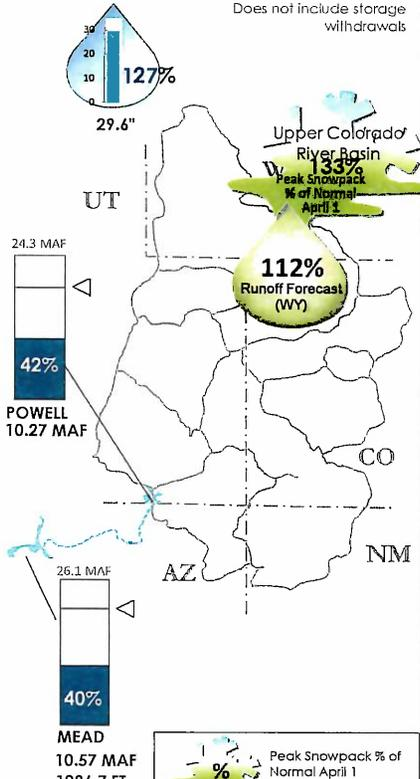 Does not include storage
withdrawals
30
20
10
0
127%
29.6"
Upper Colorado
River Basin
W
133%
Peak Snowpack
% of Normal
April 1
UT
112%
Runoff Forecast
(WY)
24.3 MAF
42%
POWELL
10.27 MAF
CO
AZ
NM
26.1 MAF
40%
MEAD
10.57 MAF
%
Peak Snowpack % of
Normal April 1